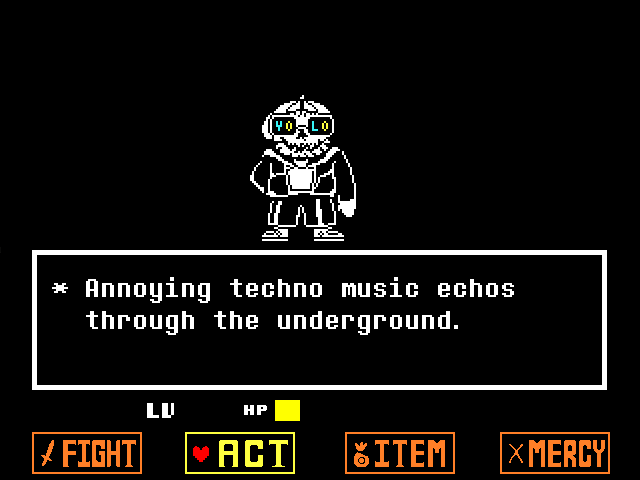 YOLO
* Annoying techno music echos
through the underground.
LV HP
FIGHT ACT ITEM MERCY